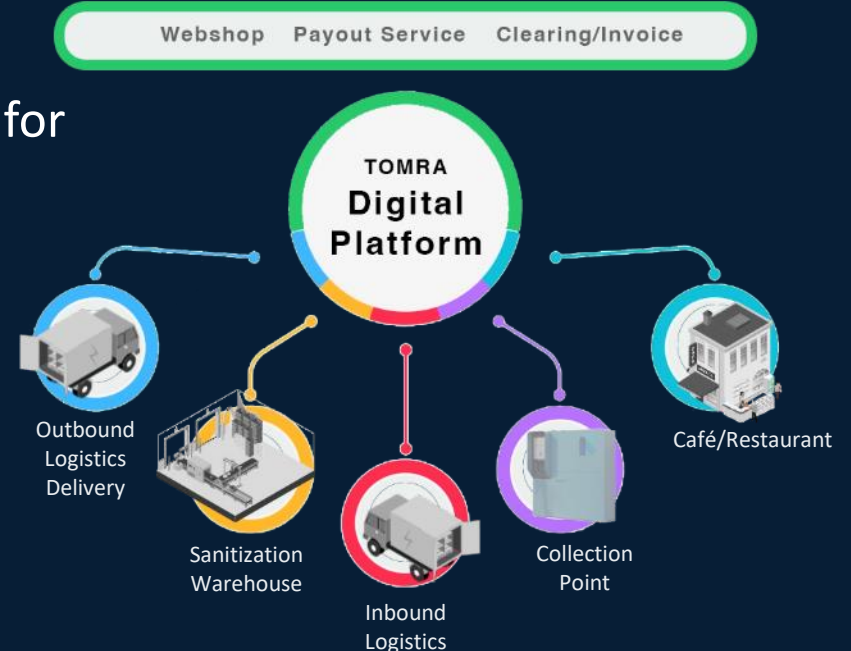 Webshop Payout Service Clearing/Invoice
for
TOMRA
Digital
Platform
Outbound
Logistics
Delivery
Café/Restaurant
Sanitization
Warehouse
Collection
Point
Inbound
Logistics